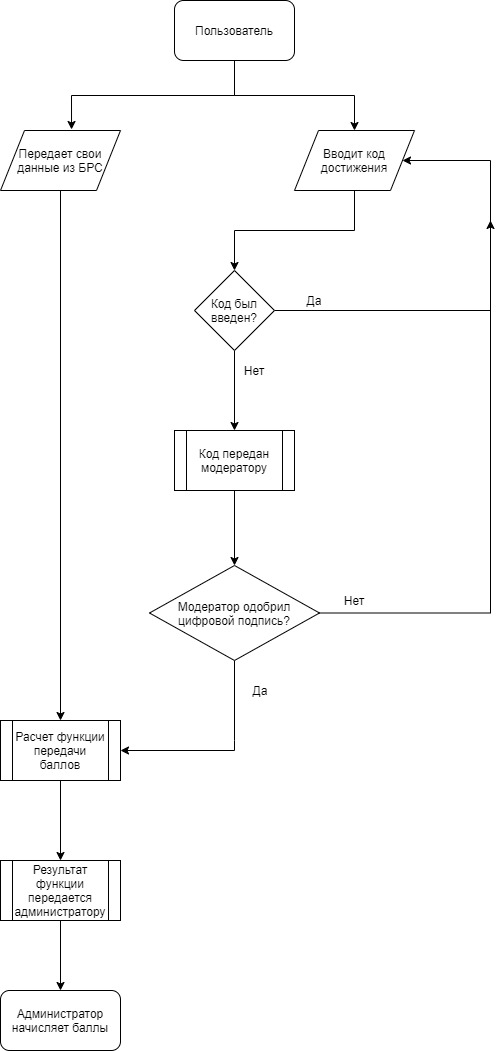 Пользователь
Передает свои
данные из БРС
Вводит код
достижения
Код был
введен?
Да
Нет
Код передан
модератору
Модератор одобрил
цифровой подпись?
Нет
Да
Расчет функции
передачи
баллов
Результат
функции
передается
администратору
Администратор
начисляет баллы